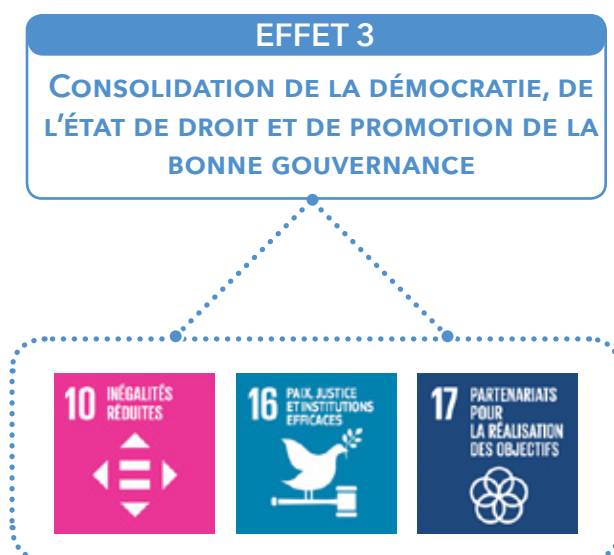 EFFET 3
CONSOLIDATION DE LA DÉMOCRATIE, DE
L'ÉTAT DE DROIT ET DE PROMOTION DE LA
BONNE GOUVERNANCE
10 INÉGALITÉS
RÉDUITES
16 PAIX, JUSTICE
ET INSTITUTIONS
EFFICACES
17 PARTENARIATS
POUR
LA RÉALISATION
DES OBJECTIFS